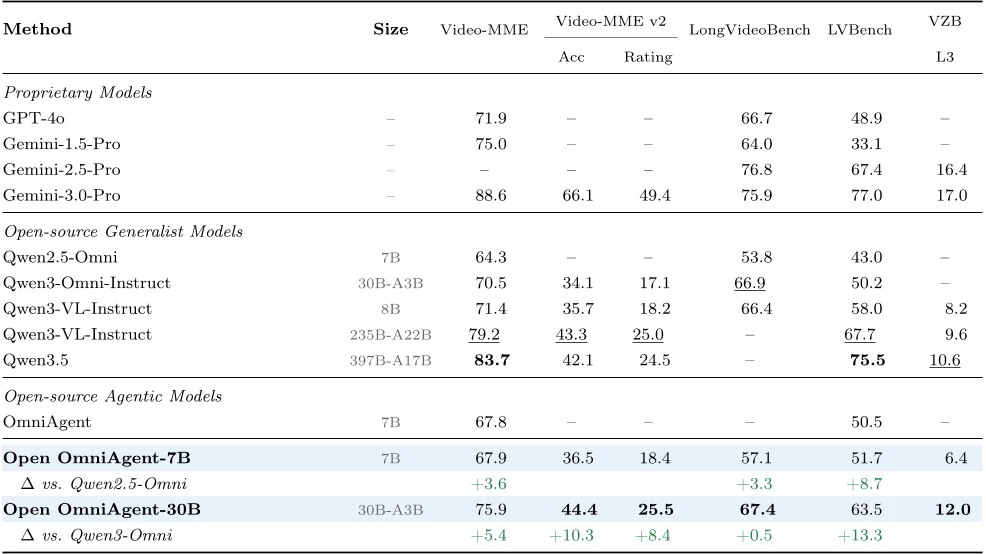 Method Size Video-MME Video-MME v2 LongVideoBench LVBench VZB
Acc Rating L3
Proprietary Models
GPT-4o – 71.9 – – 66.7 48.9 –
Gemini-1.5-Pro – 75.0 – – 64.0 33.1 –
Gemini-2.5-Pro – – – – 76.8 67.4 16.4
Gemini-3.0-Pro – 88.6 66.1 49.4 75.9 77.0 17.0
Open-source Generalist Models
Qwen2.5-Omni 7B 64.3 – – 53.8 43.0 –
Qwen3-Omni-Instruct 30B-A3B 70.5 34.1 17.1 66.9 50.2 –
Qwen3-VL-Instruct 8B 71.4 35.7 18.2 66.4 58.0 8.2
Qwen3-VL-Instruct 235B-A22B 79.2 43.3 25.0 – 67.7 9.6
Qwen3.5 397B-A17B 83.7 42.1 24.5 – 75.5 10.6
Open-source Agentic Models
OmniAgent 7B 67.8 – – – 50.5 –
Open OmniAgent-7B 7B 67.9 36.5 18.4 57.1 51.7 6.4
Δ vs. Qwen2.5-Omni +3.6 +3.3 +8.7
Open OmniAgent-30B 30B-A3B 75.9 44.4 25.5 67.4 63.5 12.0
Δ vs. Qwen3-Omni +5.4 +10.3 +8.4 +0.5 +13.3